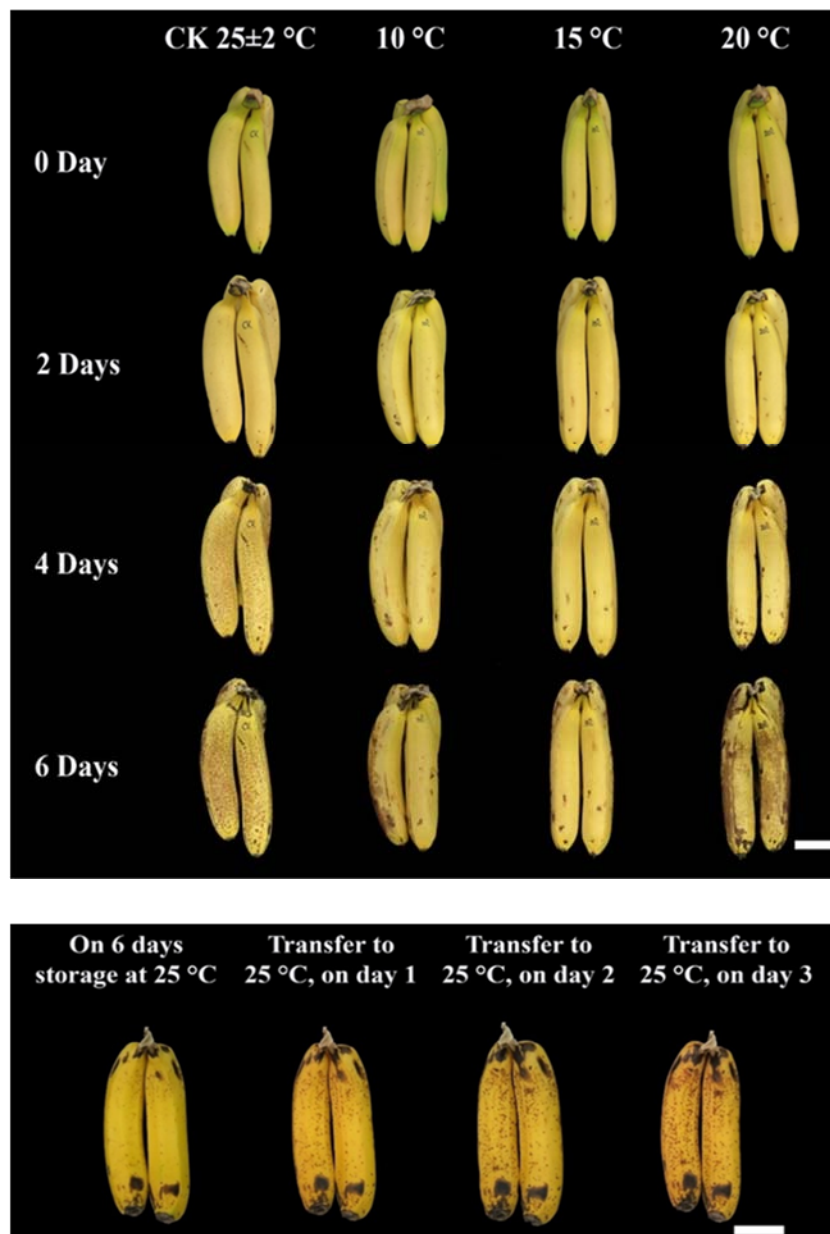 CK 25±2 °C 10 °C 15 °C 20 °C
0 Day
2 Days
4 Days
6 Days
On 6 days storage at 25 °C
Transfer to 25 °C, on day 1
Transfer to 25 °C, on day 2
Transfer to 25 °C, on day 3